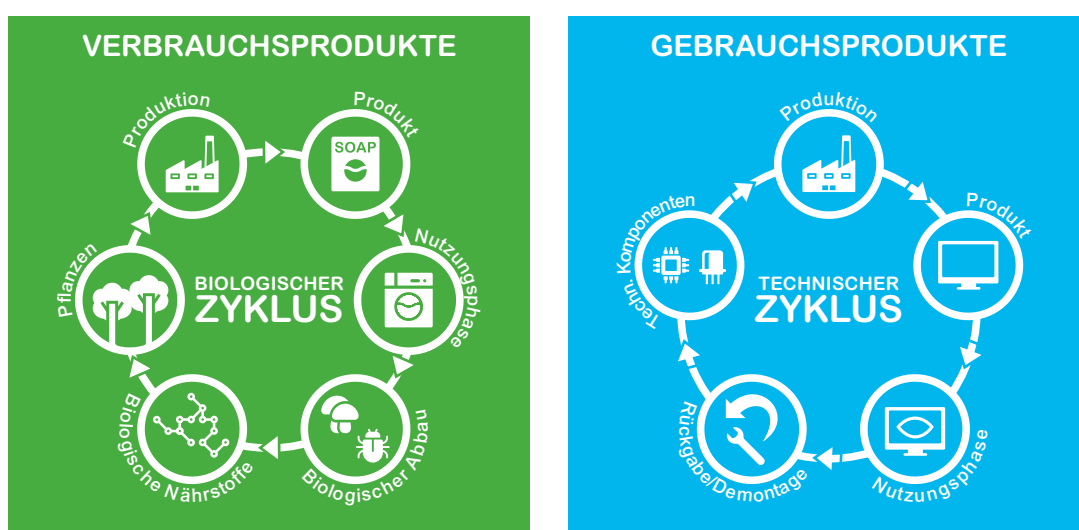 VERBRAUCHSPRODUKTE
Produktion
Produkt
SOAP
Nutzungsphase
Biologischer Abbau
Biologische Nährstoffe
Pflanzen
BIOLOGISCHER
ZYKLUS
GEBRAUCHSPRODUKTE
Produktion
Produkt
Nutzungsphase
Rückgabe/Demontage
Techn. Komponenten
TECHNISCHER
ZYKLUS